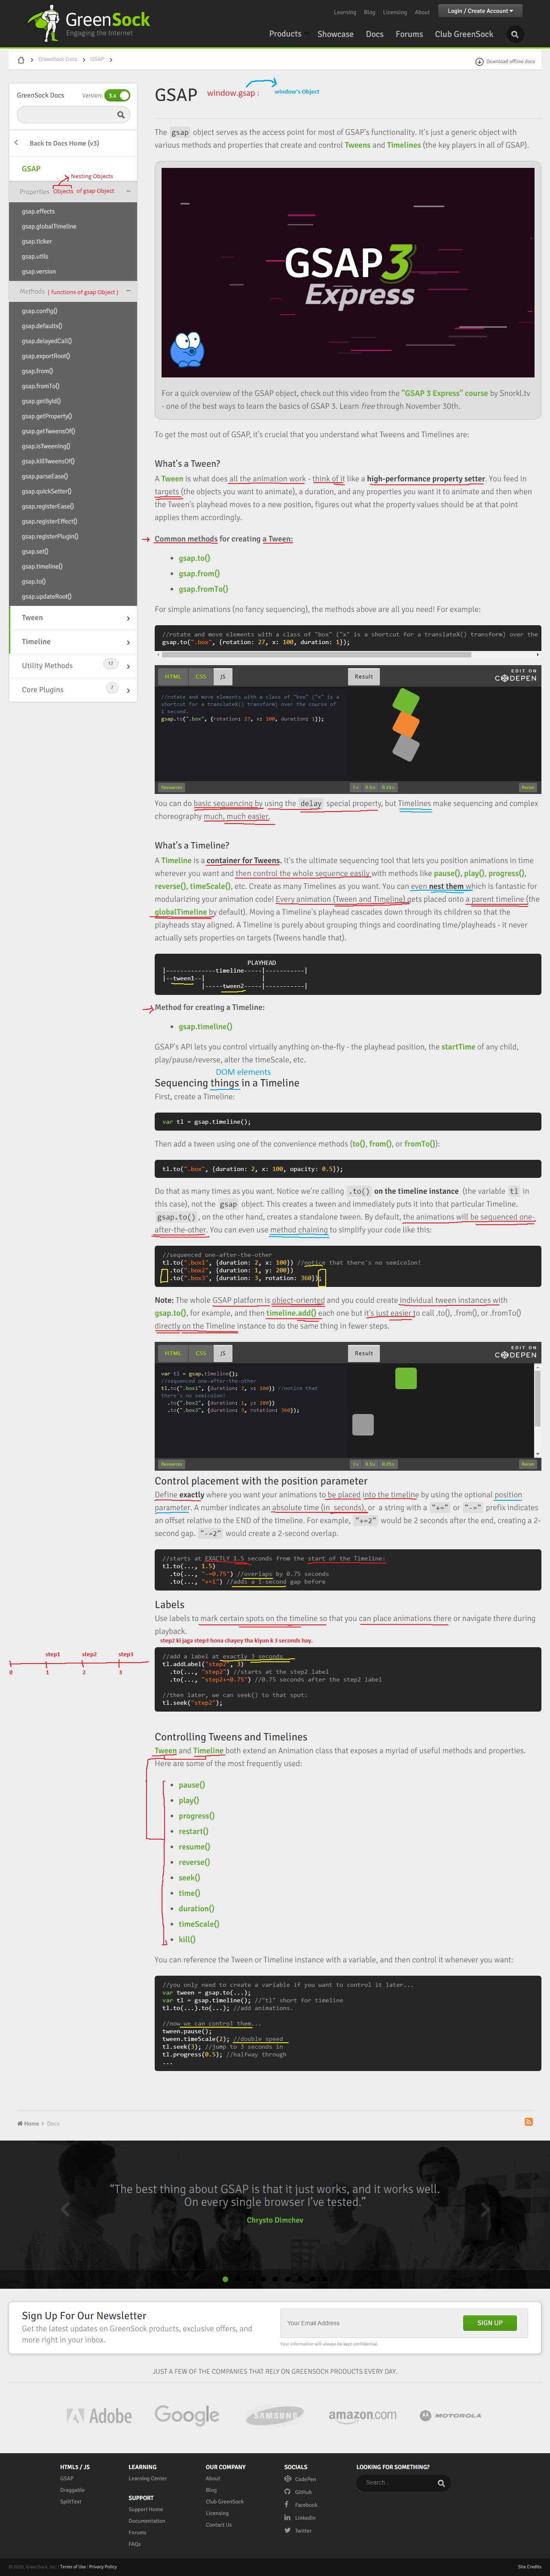 GreenSock
Engaging the Internet
Learning Blog Licensing About Login / Create Account
Products Showcase Docs Forums Club GreenSock
GreenSock Docs GSAP
Download offline docs
GreenSock Docs Version: 3.x
Back to Docs Home (v3)
GSAP
Nesting Objects
Properties Objects of gsap Object
gsap.effects
gsap.globalTimeline
gsap.ticker
gsap.utils
gsap.version
Methods ( functions of gsap Object )
gsap.config()
gsap.defaults()
gsap.delayedCall()
gsap.exportRoot()
gsap.from()
gsap.fromTo()
gsap.getById()
gsap.getProperty()
gsap.getTweensOf()
gsap.isTweening()
gsap.killTweensOf()
gsap.parseEase()
gsap.quickSetter()
gsap.registerEase()
gsap.registerEffect()
gsap.registerPlugin()
gsap.set()
gsap.timeline()
gsap.to()
gsap.updateRoot()
Tween
Timeline
Utility Methods 17
Core Plugins 7
GSAP window.gsap : window's Object
The gsap object serves as the access point for most of GSAP's functionality. It's just a generic object with
various methods and properties that create and control Tweens and Timelines (the key players in all of GSAP).
GSAP3
Express
For a quick overview of the GSAP object, check out this video from the "GSAP 3 Express" course by Snorkl.tv
- one of the best ways to learn the basics of GSAP 3. Learn free through November 30th.
To get the most out of GSAP, it's crucial that you understand what Tweens and Timelines are:
What's a Tween?
A Tween is what does all the animation work - think of it like a high-performance property setter. You feed in
targets (the objects you want to animate), a duration, and any properties you want it to animate and then when
the Tween's playhead moves to a new position, figures out what the property values should be at that point
applies them accordingly.
Common methods for creating a Tween:
gsap.to()
gsap.from()
gsap.fromTo()
For simple animations (no fancy sequencing), the methods above are all you need! For example:
//rotate and move elements with a class of "box" ("x" is a shortcut for a translateX() transform) over the
gsap.to(".box", {rotation: 27, x: 100, duration: 1});
HTML CSS JS Result EDIT ON CODEPEN
//rotate and move elements with a class of "box" ("x" is a
shortcut for a translateX() transform) over the course of
1 second.
gsap.to(".box", {rotation: 27, x: 100, duration: 1});
Resources 1x 0.5x 0.25x Rerun
You can do basic sequencing by using the delay special property, but Timelines make sequencing and complex
choreography much, much easier.
What's a Timeline?
A Timeline is a container for Tweens. It's the ultimate sequencing tool that lets you position animations in time
wherever you want and then control the whole sequence easily with methods like pause(), play(), progress(),
reverse(), timeScale(), etc. Create as many Timelines as you want. You can even nest them which is fantastic for
modularizing your animation code! Every animation (Tween and Timeline) gets placed onto a parent timeline (the
globalTimeline by default). Moving a Timeline's playhead cascades down through its children so that the
playheads stay aligned. A Timeline is purely about grouping things and coordinating time/playheads - it never
actually sets properties on targets (Tweens handle that).
PLAYHEAD
|---------------timeline-----|-----------|
|--tween1--| |
|-----tween2-----|-----------|
Method for creating a Timeline:
gsap.timeline()
GSAP's API lets you control virtually anything on-the-fly - the playhead position, the startTime of any child,
play/pause/reverse, alter the timeScale, etc.
DOM elements
Sequencing things in a Timeline
First, create a Timeline:
var tl = gsap.timeline();
Then add a tween using one of the convenience methods (to(), from(), or fromTo()):
tl.to(".box", {duration: 2, x: 100, opacity: 0.5});
Do that as many times as you want. Notice we're calling .to() on the timeline instance (the variable tl in
this case), not the gsap object. This creates a tween and immediately puts it into that particular Timeline.
gsap.to(), on the other hand, creates a standalone tween. By default, the animations will be sequenced one-
after-the-other. You can even use method chaining to simplify your code like this:
//sequenced one-after-the-other
tl.to(".box1", {duration: 2, x: 100}) //notice that there's no semicolon!
.to(".box2", {duration: 1, y: 200})
.to(".box3", {duration: 3, rotation: 360});
Note: The whole GSAP platform is object-oriented and you could create individual tween instances with
gsap.to(), for example, and then timeline.add() each one but it's just easier to call .to(), .from(), or .fromTo()
directly on the Timeline instance to do the same thing in fewer steps.
HTML CSS JS Result EDIT ON CODEPEN
var tl = gsap.timeline();
//sequenced one-after-the-other
tl.to(".box1", {duration: 2, x: 100}) //notice that
there's no semicolon!
.to(".box2", {duration: 1, y: 200})
.to(".box3", {duration: 3, rotation: 360});
Resources 1x 0.5x 0.25x Rerun
Control placement with the position parameter
Define exactly where you want your animations to be placed into the timeline by using the optional position
parameter. A number indicates an absolute time (in seconds), or a string with a "+=" or "-=" prefix indicates
an offset relative to the END of the timeline. For example, "+=2" would be 2 seconds after the end, creating a 2-
second gap. "-=2" would create a 2-second overlap.
//starts at EXACTLY 1.5 seconds from the start of the Timeline:
tl.to(..., 1.5)
.to(..., "-=0.75") //overlaps by 0.75 seconds
.to(..., "+=1") //adds a 1-second gap before
Labels
Use labels to mark certain spots on the timeline so that you can place animations there or navigate there during
playback.
step2 ki jaga step3 hona chayey tha kiyun k 3 seconds hay.
step1 step2 step3
0 1 2 3
//add a label at exactly 3 seconds
tl.addLabel("step2", 3)
.to(..., "step2") //starts at the step2 label
.to(..., "step2+=0.75") //0.75 seconds after the step2 label
//then later, we can seek() to that spot:
tl.seek("step2");
Controlling Tweens and Timelines
Tween and Timeline both extend an Animation class that exposes a myriad of useful methods and properties.
Here are some of the most frequently used:
pause()
play()
progress()
restart()
resume()
reverse()
seek()
time()
duration()
timeScale()
kill()
You can reference the Tween or Timeline instance with a variable, and then control it whenever you want:
//you only need to create a variable if you want to control it later...
var tween = gsap.to(...);
var tl = gsap.timeline(); //"tl" short for timeline
tl.to(...).to(...); //add animations.
//now we can control them...
tween.pause();
tween.timeScale(2); //double speed
tl.seek(3); //jump to 3 seconds in
tl.progress(0.5); //halfway through
...
Home Docs
"The best thing about GSAP is that it just works, and it works well.
On every single browser I've tested."
Chrysto Dimchev
Sign Up For Our Newsletter
Get the latest updates on GreenSock products, exclusive offers, and
more right in your inbox.
Your Email Address SIGN UP
Your information will always be kept confidential.
JUST A FEW OF THE COMPANIES THAT RELY ON GREENSOCK PRODUCTS EVERY DAY.
Adobe Google SAMSUNG amazon.com MOTOROLA
HTML5 / JS
GSAP
Draggable
SplitText
LEARNING
Learning Center
SUPPORT
Support Home
Documentation
Forums
FAQs
OUR COMPANY
About
Blog
Club GreenSock
Licensing
Contact Us
SOCIALS
CodePen
GitHub
Facebook
LinkedIn
Twitter
LOOKING FOR SOMETHING?
Search...
© 2020, GreenSock, Inc. | Terms of Use | Privacy Policy
Site Credits